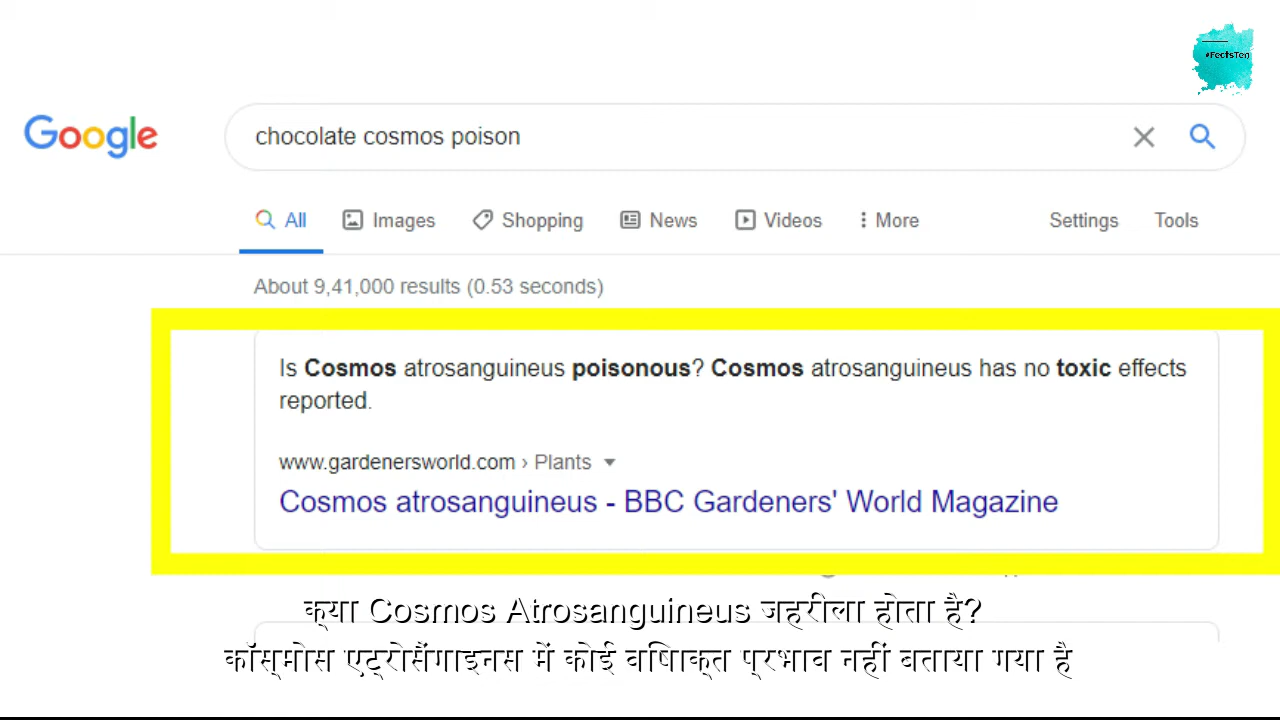 #FectsTen
Google
chocolate cosmos poison
All Images Shopping News Videos More Settings Tools
About 9,41,000 results (0.53 seconds)
Is Cosmos atrosanguineus poisonous? Cosmos atrosanguineus has no toxic effects
reported.
www.gardenersworld.com › Plants
Cosmos atrosanguineus - BBC Gardeners' World Magazine
क्या Cosmos Atrosanguineus जहरीला होता है?
कॉस्मोस एट्रोसैंगाइनस में कोई विषाक्त प्रभाव नहीं बताया गया है